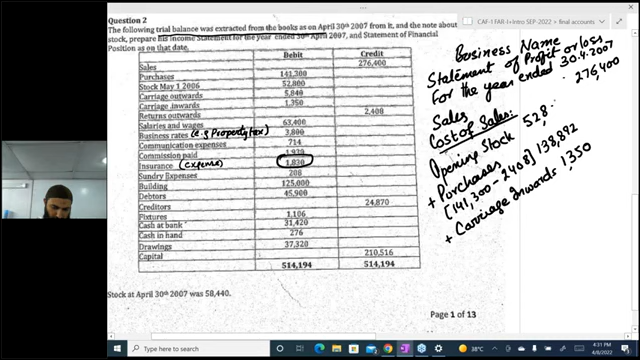 CAF-1FAR-I+Intro SEP-2022 > final accounts
Question 2
The following trial balance was extracted from the books as on April 30th 2007 from it, and the note about
stock, prepare his Income Statement for the year ended 30th April 2007, and Statement of Financial
Position as on that date.
Debit Credit
Sales 276,400
Purchases 141,300
Stock May 1 2006 52,800
Carriage outwards 5,840
Carriage inwards 1,350
Returns outwards 2,408
Salaries and wages 63,400
Business rates (e.g Property tax) 3,800
Communication expenses 714
Commission paid 1,930
Insurance (expense) 1,830
Sundry Expenses 208
Building 125,000
Debtors 45,900
Creditors 24,870
Fixtures 1,106
Cash at bank 31,420
Cash in hand 276
Drawings 37,320
Capital 210,516
514,194 514,194
Stock at April 30th 2007 was 58,440.
Page 1 of 13
Business Name
Statement of Profit or loss
For the year ended 30.4.2007
Sales 276,400
Cost of Sales:
Opening Stock 52,8
+ Purchases
[141,300 - 2408] 138,892
+ Carriage Inwards 1,350
Type here to search
38°C
4:31 PM
4/8/2022